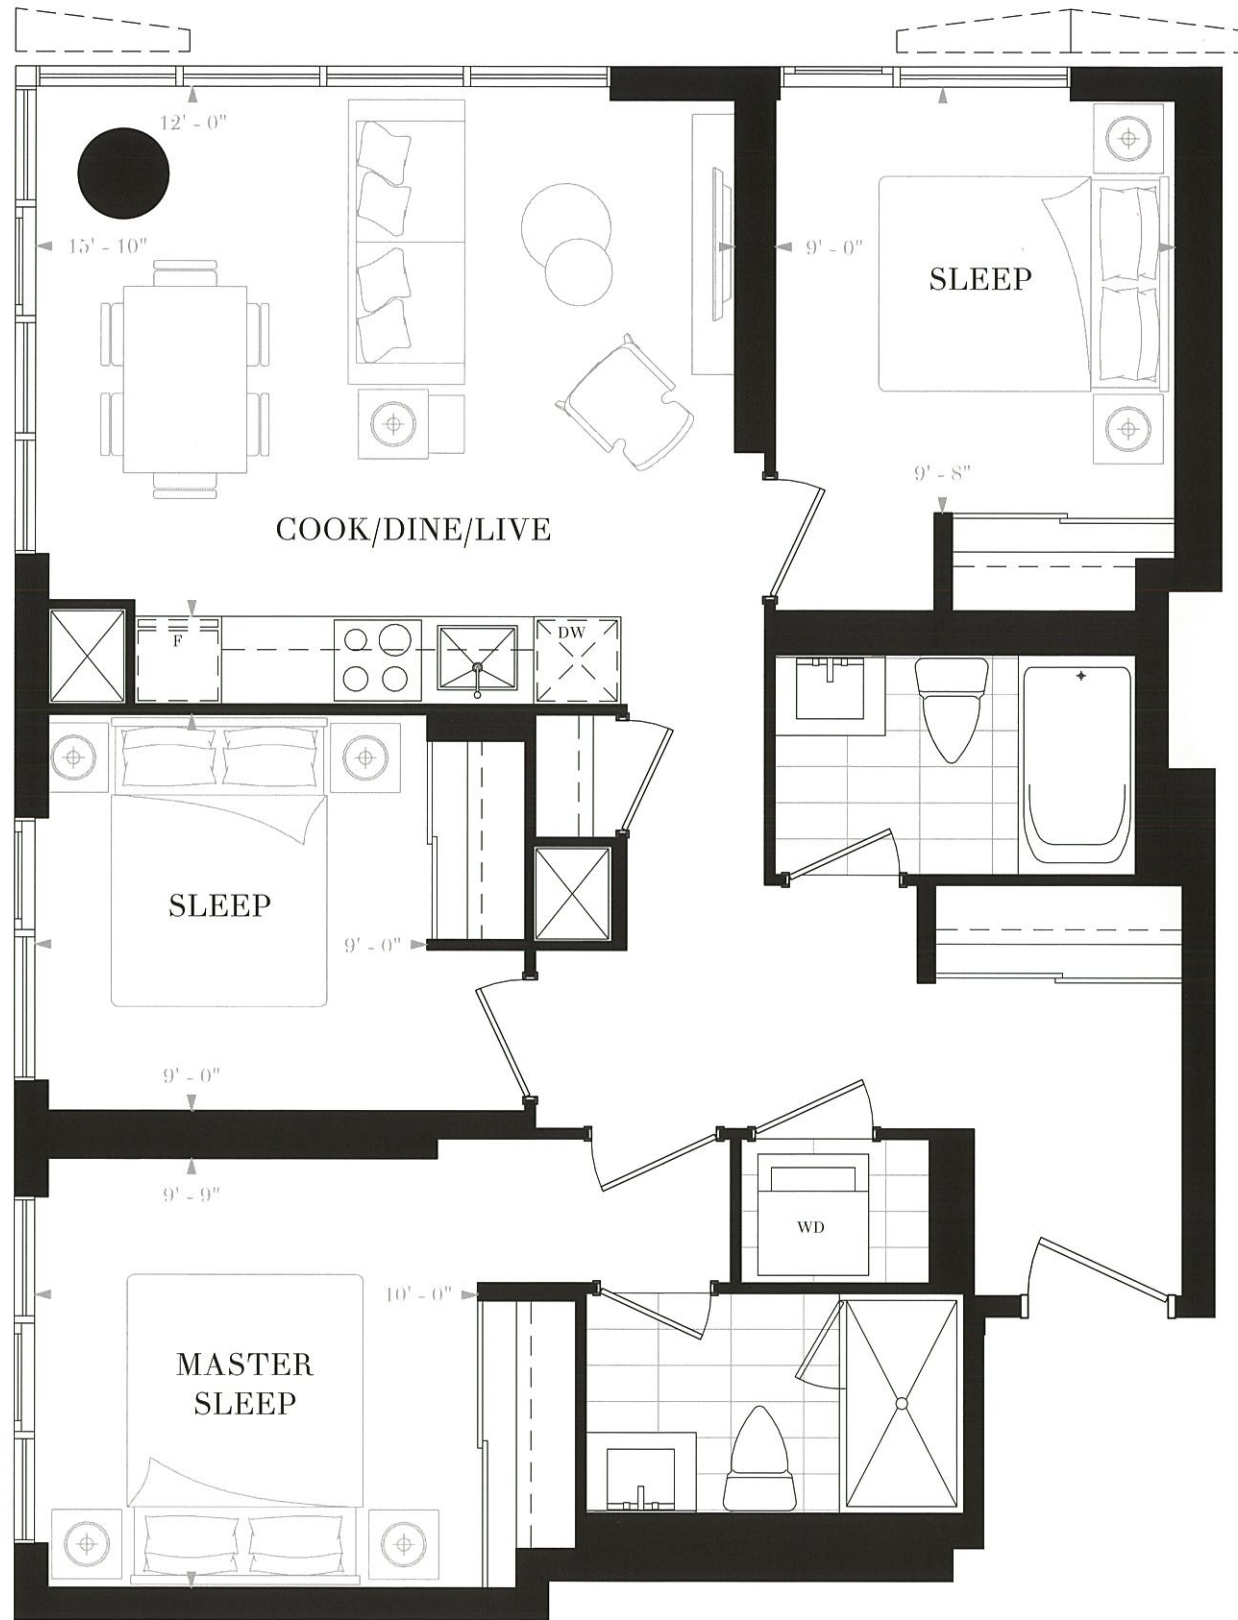 12' - 0"
15' - 10"
9' - 0"
SLEEP
9' - 8"
COOK/DINE/LIVE
F
DW
SLEEP
9' - 0"
9' - 0"
9' - 9"
WD
10' - 0"
MASTER
SLEEP